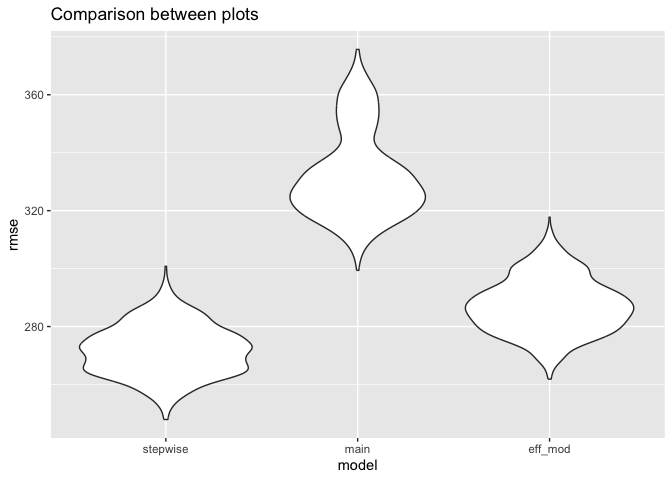 Comparison between plots
360
320
280
rmse
stepwise main eff_mod
model